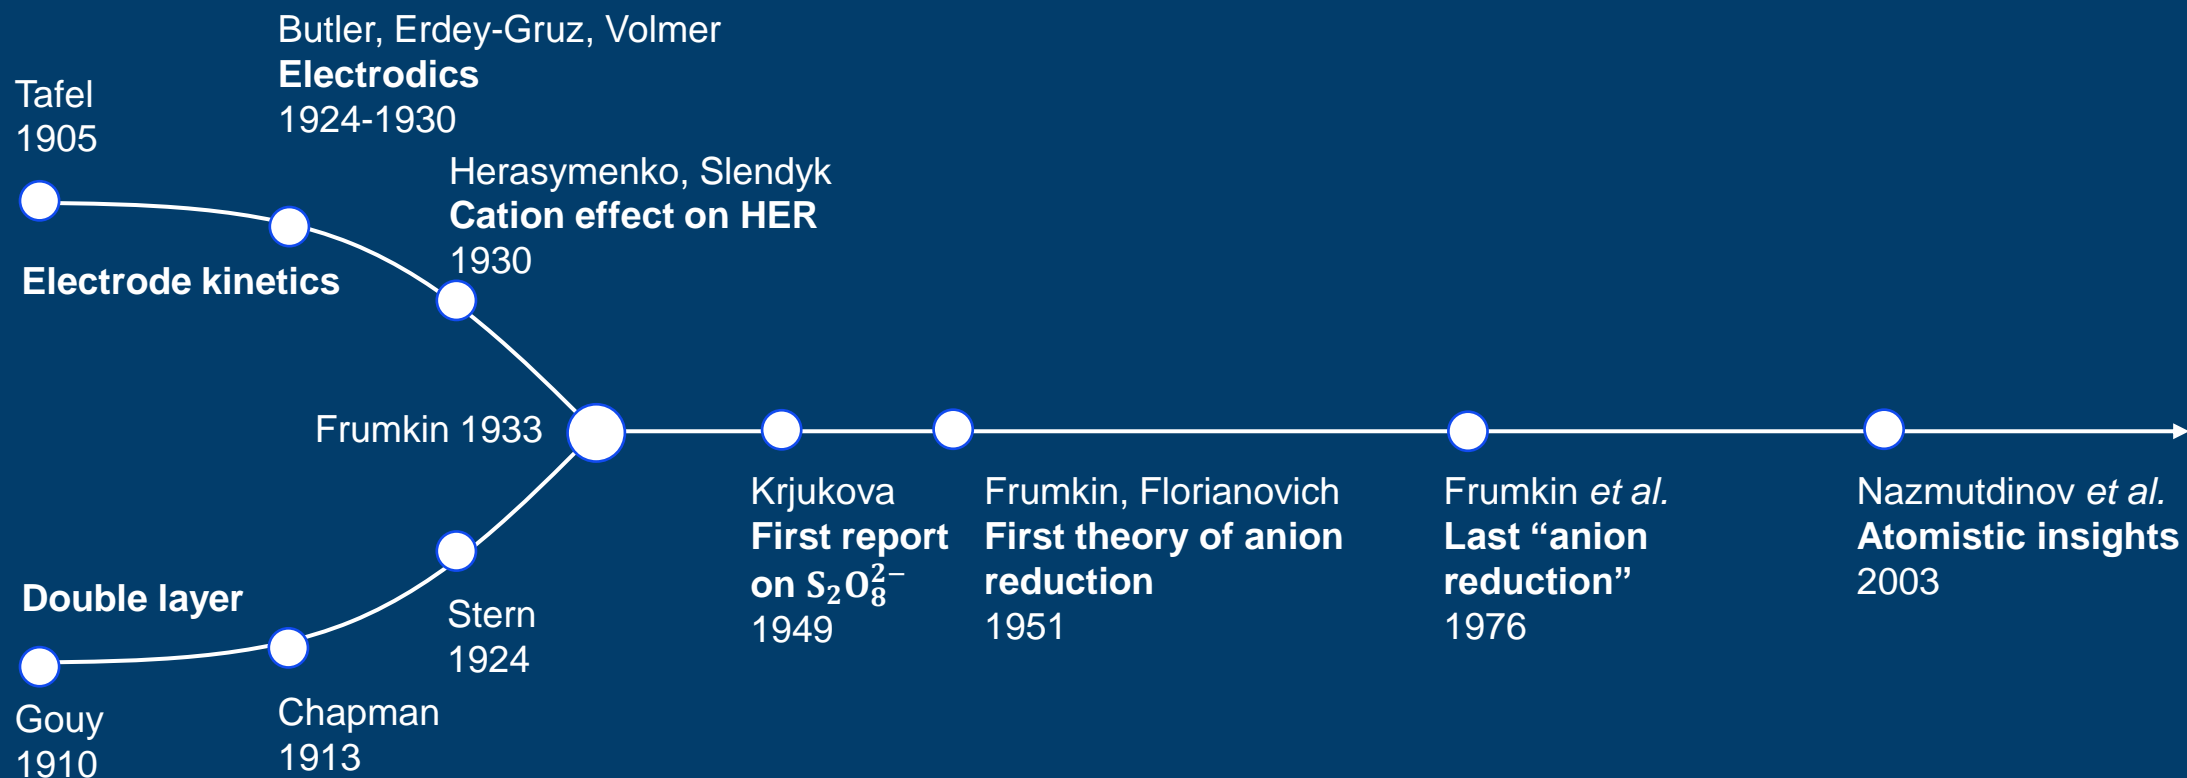 Butler, Erdey-Gruz, Volmer
Electrodics
1924-1930
Tafel
1905
Herasymenko, Slendyk
Cation effect on HER
1930
Electrode kinetics
Frumkin 1933
Double layer
Stern
1924
Gouy
1910
Chapman
1913
Krjukova
First report
on S₂O₈²⁻
1949
Frumkin, Florianovich
First theory of anion
reduction
1951
Frumkin et al.
Last “anion
reduction”
1976
Nazmutdinov et al.
Atomistic insights
2003